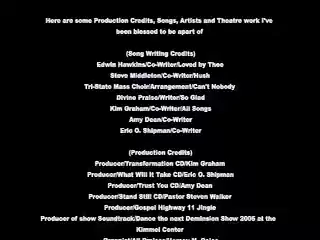 Here are some Production Credits, Songs, Artists and Theatre work I've
been blessed to be apart of
(Song Writing Credits)
Edwin Hawkins/Co-Writer/Loved by Thee
Steve Middleton/Co-Writer/Hush
Tri-State Mass Choir/Arrangement/Can't Nobody
Divine Praise/Writer/So Glad
Kim Graham/Co-Writer/All Songs
Amy Dean/Co-Writer
Eric G. Shipman/Co-Writer
(Production Credits)
Producer/Transformation CD/Kim Graham
Producer/What Will It Take CD/Eric G. Shipman
Producer/Trust You CD/Amy Dean
Producer/Stand Still CD/Pastor Steven Walker
Producer/Gospel Highway 11 Jingle
Producer of show Soundtrack/Dance the next Deminsion Show 2005 at the
Kimmel Center